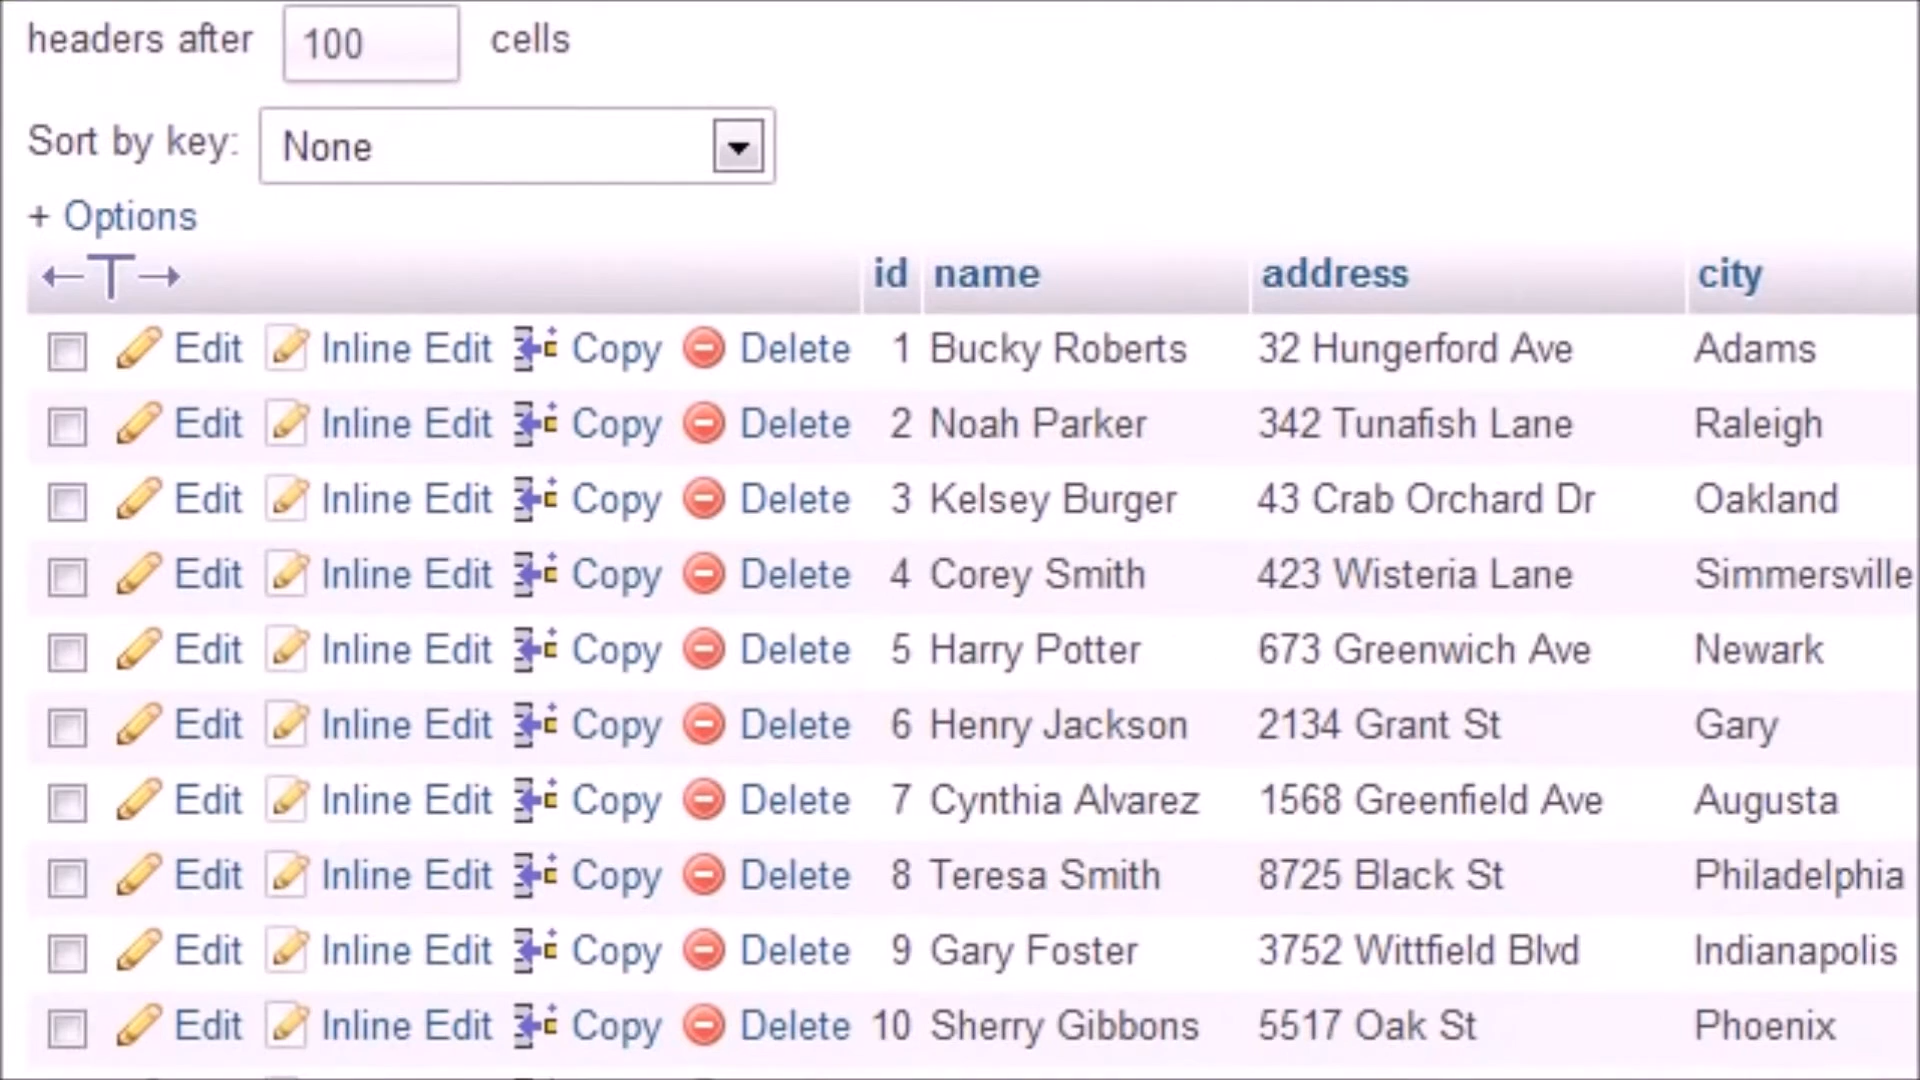 headers after 100 cells
Sort by key: None
+ Options
←T→ id name address city
Edit Inline Edit Copy Delete 1 Bucky Roberts 32 Hungerford Ave Adams
Edit Inline Edit Copy Delete 2 Noah Parker 342 Tunafish Lane Raleigh
Edit Inline Edit Copy Delete 3 Kelsey Burger 43 Crab Orchard Dr Oakland
Edit Inline Edit Copy Delete 4 Corey Smith 423 Wisteria Lane Simmersville
Edit Inline Edit Copy Delete 5 Harry Potter 673 Greenwich Ave Newark
Edit Inline Edit Copy Delete 6 Henry Jackson 2134 Grant St Gary
Edit Inline Edit Copy Delete 7 Cynthia Alvarez 1568 Greenfield Ave Augusta
Edit Inline Edit Copy Delete 8 Teresa Smith 8725 Black St Philadelphia
Edit Inline Edit Copy Delete 9 Gary Foster 3752 Wittfield Blvd Indianapolis
Edit Inline Edit Copy Delete 10 Sherry Gibbons 5517 Oak St Phoenix